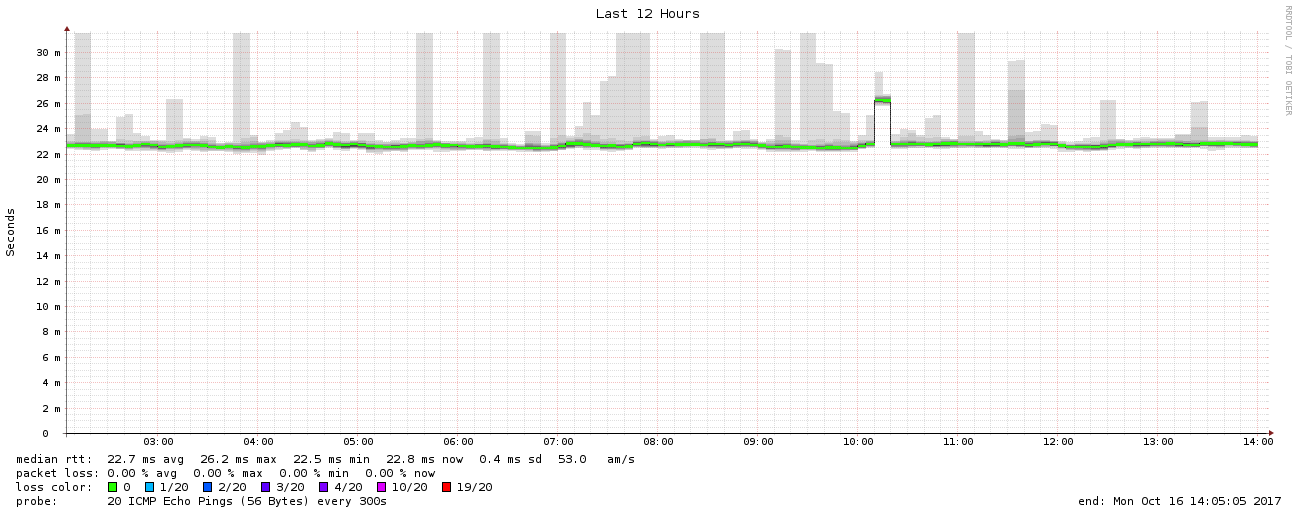 Last 12 Hours
RRDTOOL / TOBI OETIKER
Seconds
30 m
28 m
26 m
24 m
22 m
20 m
18 m
16 m
14 m
12 m
10 m
8 m
6 m
4 m
2 m
0
03:00 04:00 05:00 06:00 07:00 08:00 09:00 10:00 11:00 12:00 13:00 14:00
median rtt: 22.7 ms avg 26.2 ms max 22.5 ms min 22.8 ms now 0.4 ms sd 53.0 am/s
packet loss: 0.00 % avg 0.00 % max 0.00 % min 0.00 % now
loss color: 0 1/20 2/20 3/20 4/20 10/20 19/20
probe: 20 ICMP Echo Pings (56 Bytes) every 300s end: Mon Oct 16 14:05:05 2017